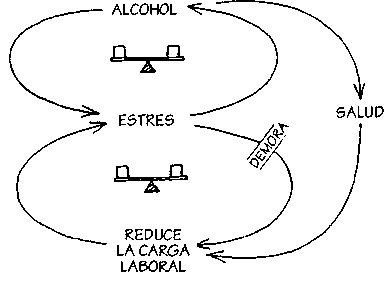 ALCOHOL
ESTRES
SALUD
DEMORA
REDUCE
LA CARGA
LABORAL